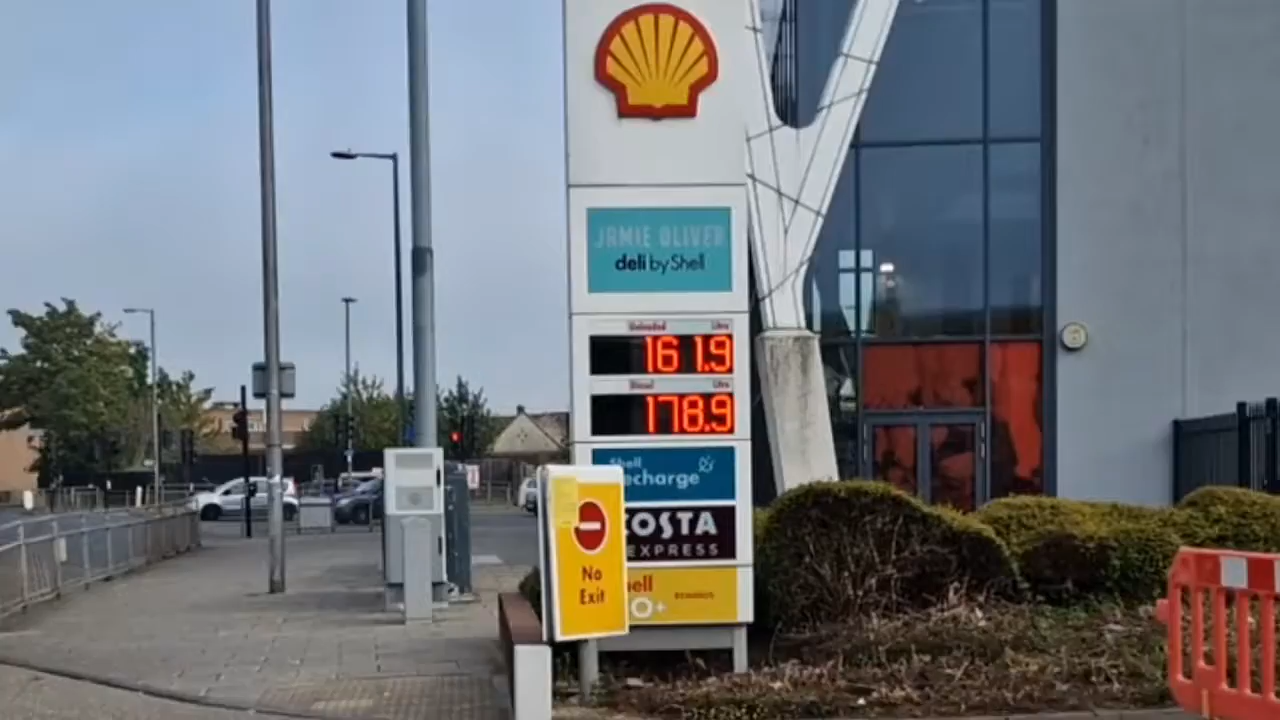 JAMIE OLIVER
deli by Shell
Unleaded Litre
161.9
Diesel Litre
178.9
Shell
echarge
COSTA
EXPRESS
No
Exit
ell
O+